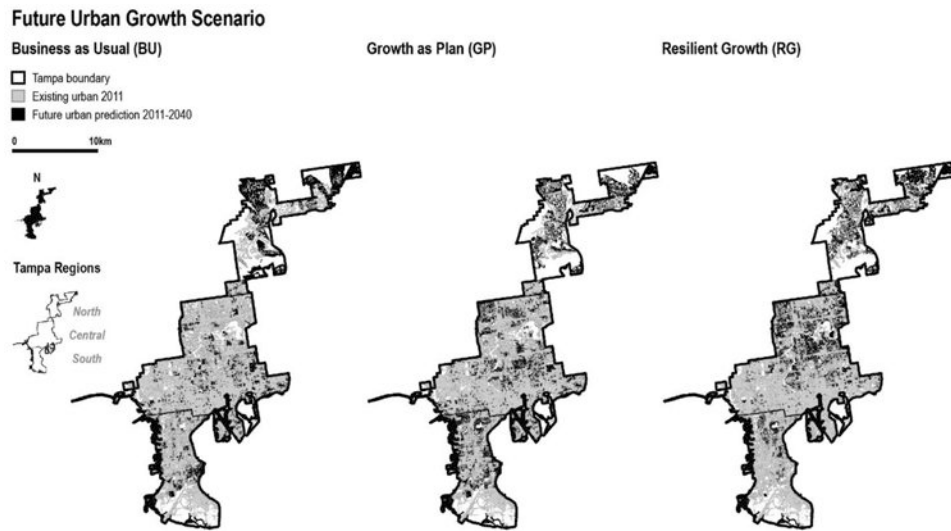 Future Urban Growth Scenario
Business as Usual (BU)
Growth as Plan (GP)
Resilient Growth (RG)
Tampa boundary
Existing urban 2011
Future urban prediction 2011-2040
0 10km
N
Tampa Regions
North
Central
South